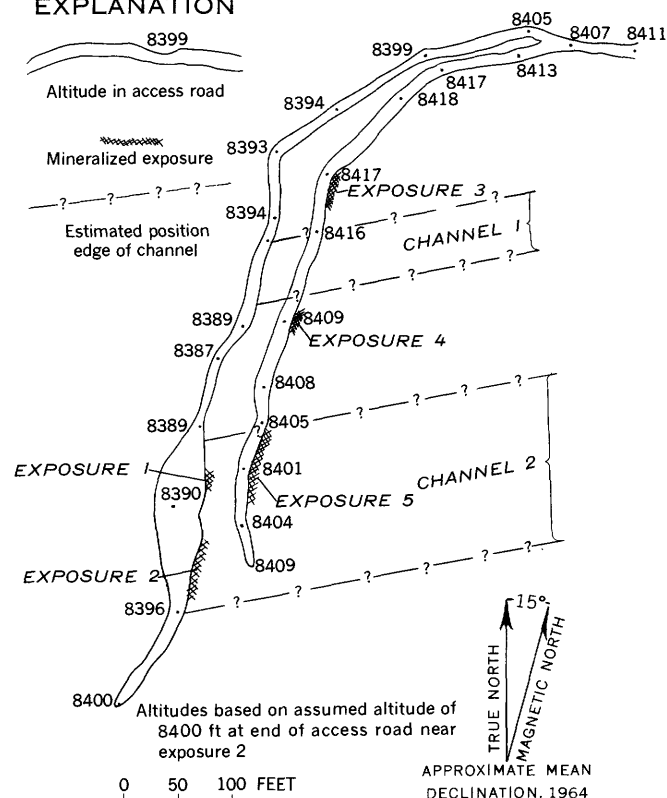 EXPLANATION
8399
Altitude in access road
Mineralized exposure
? ? ? ?
Estimated position
edge of channel
8405
8407
8411
8399
8413
8417
8418
8394
8393
8417
EXPOSURE 3
8394
? ? ?
8416
CHANNEL 1
? ? ? ?
8389
8409
EXPOSURE 4
8387
8408
8389
8405
? ? ? ? ?
EXPOSURE 1
8401
CHANNEL 2
8390
EXPOSURE 5
8404
8409
EXPOSURE 2
? ? ? ? ? ?
8396
8400
15°
TRUE NORTH
MAGNETIC NORTH
Altitudes based on assumed altitude of
8400 ft at end of access road near
exposure 2
0 50 100 FEET
APPROXIMATE MEAN
DECLINATION, 1964